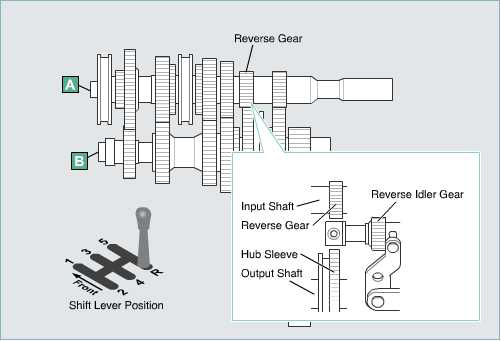 Reverse Gear
A
B
Input Shaft
Reverse Idler Gear
Reverse Gear
Hub Sleeve
Output Shaft
5
3
1
R
4
2
Front
Shift Lever Position